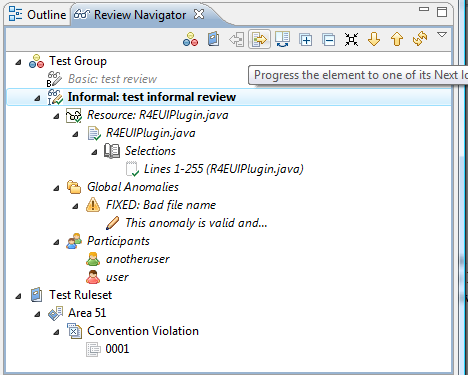 Outline Review Navigator
Test Group
Basic: test review
Progress the element to one of its Next
Informal: test informal review
Resource: R4EUIPlugin.java
R4EUIPlugin.java
Selections
Lines 1-255 (R4EUIPlugin.java)
Global Anomalies
FIXED: Bad file name
This anomaly is valid and...
Participants
anotheruser
user
Test Ruleset
Area 51
Convention Violation
0001